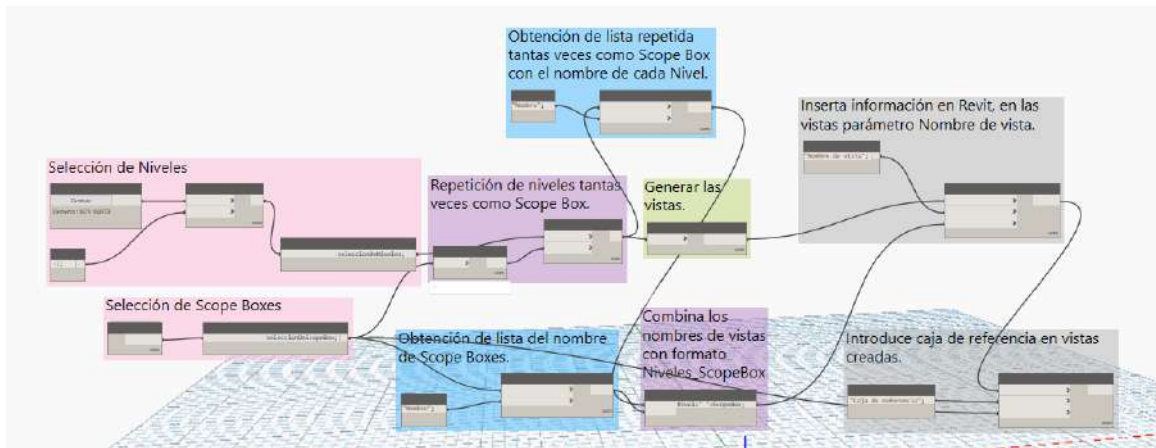 Obtención de lista repetida
tantas veces como Scope Box
con el nombre de cada Nivel.
"Nombre";
Inserta información en Revit, en las
vistas parámetro Nombre de vista.
"Nombre de vista";
Selección de Niveles
Repetición de niveles tantas
veces como Scope Box.
Generar las
vistas.
seleccionDeNiveles;
Selección de Scope Boxes
seleccionDeScopeBox;
Obtención de lista del nombre
de Scope Boxes.
"Nombre";
Combina los
nombres de vistas
con formato
Niveles_ScopeBox
Introduce caja de referencia en vistas
creadas.
"Caja de referencia";